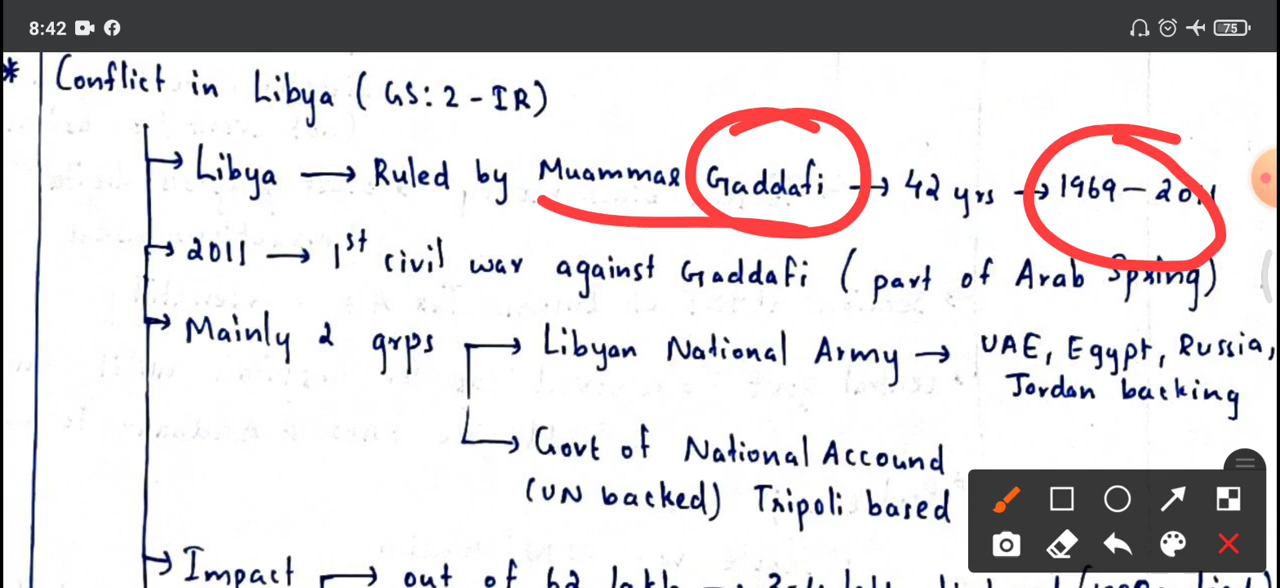 8:42
75
* Conflict in Libya ( GS: 2 - IR)
→ Libya → Ruled by Muammar Gaddafi → 42 yrs → 1969 - 2011
→ 2011 → 1st civil war against Gaddafi ( part of Arab Spring)
→ Mainly 2 grps → Libyan National Army → UAE, Egypt, Russia,
Jordan backing
→ Govt of National Accound
(UN backed) Tripoli based
→ Impact → out of 62 lakh →